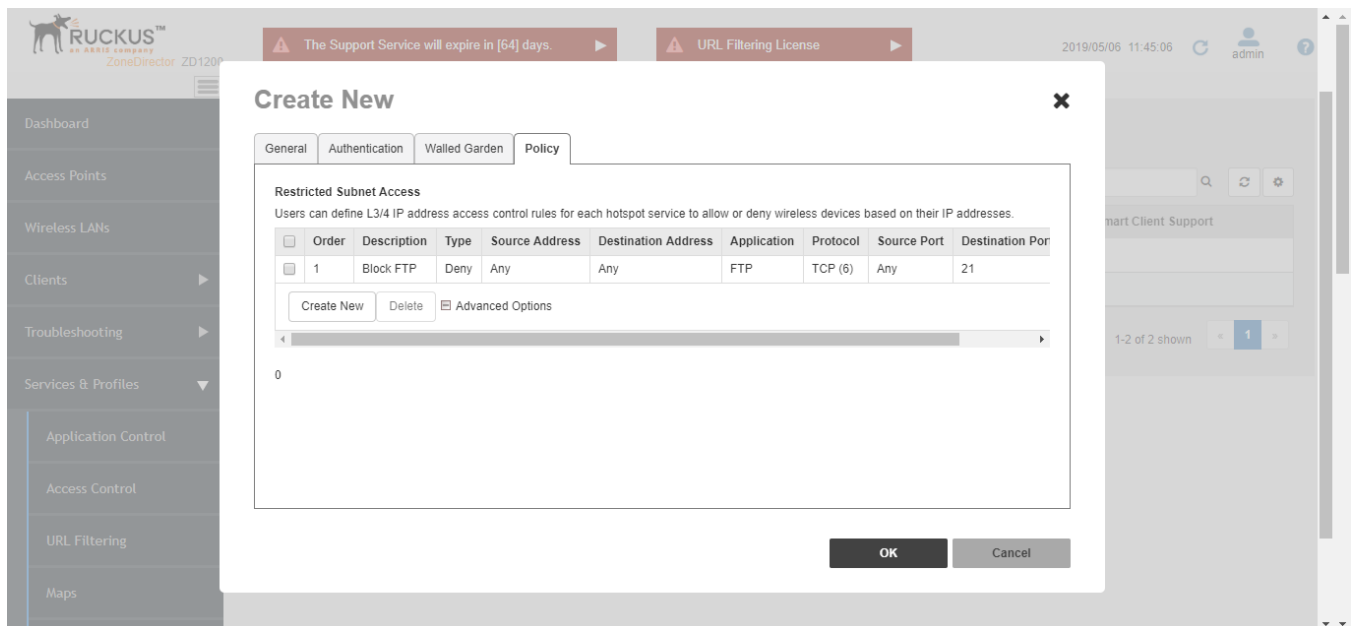 RUCKUS™
an ARRIS company
ZoneDirector ZD1200
The Support Service will expire in [64] days.
URL Filtering License
2019/05/06 11:45:06
admin
?
Dashboard
Access Points
Wireless LANs
Clients
Troubleshooting
Services & Profiles
Application Control
Access Control
URL Filtering
Maps
Create New
General Authentication Walled Garden Policy
Restricted Subnet Access
Users can define L3/4 IP address access control rules for each hotspot service to allow or deny wireless devices based on their IP addresses.
Order Description Type Source Address Destination Address Application Protocol Source Port Destination Por
1 Block FTP Deny Any Any FTP TCP (6) Any 21
Create New Delete Advanced Options
0
OK Cancel
mart Client Support
1-2 of 2 shown « 1 »